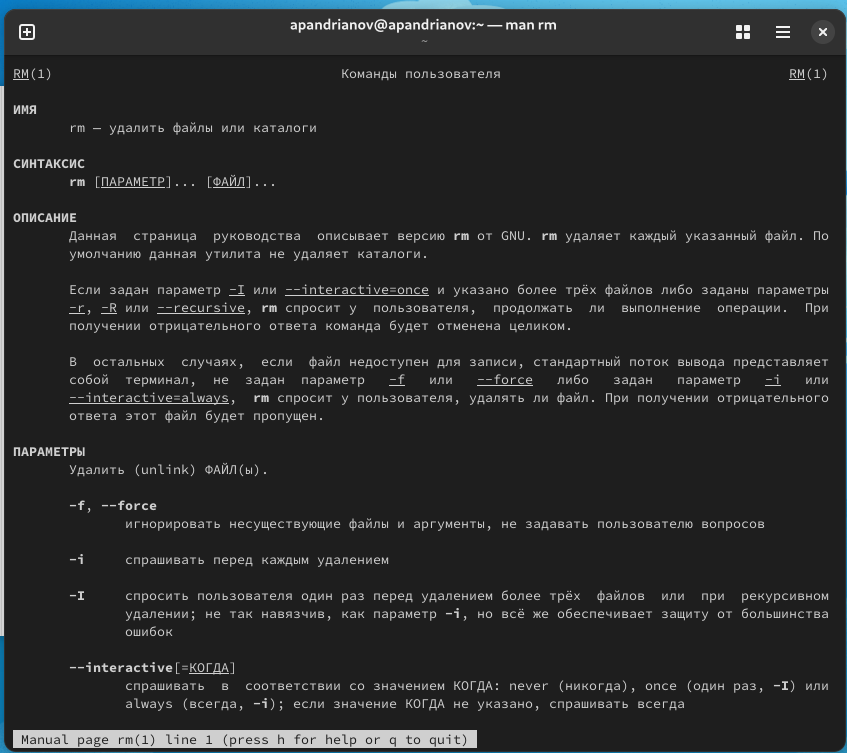 apandrianov@apandrianov:~ — man rm
~
RM(1) Команды пользователя RM(1)
ИМЯ
rm — удалить файлы или каталоги
СИНТАКСИС
rm [ПАРАМЕТР]... [ФАЙЛ]...
ОПИСАНИЕ
Данная страница руководства описывает версию rm от GNU. rm удаляет каждый указанный файл. По
умолчанию данная утилита не удаляет каталоги.
Если задан параметр -I или --interactive=once и указано более трёх файлов либо заданы параметры
-r, -R или --recursive, rm спросит у пользователя, продолжать ли выполнение операции. При
получении отрицательного ответа команда будет отменена целиком.
В остальных случаях, если файл недоступен для записи, стандартный поток вывода представляет
собой терминал, не задан параметр -f или --force либо задан параметр -i или
--interactive=always, rm спросит у пользователя, удалять ли файл. При получении отрицательного
ответа этот файл будет пропущен.
ПАРАМЕТРЫ
Удалить (unlink) ФАЙЛ(ы).
-f, --force
игнорировать несуществующие файлы и аргументы, не задавать пользователю вопросов
-i спрашивать перед каждым удалением
-I спросить пользователя один раз перед удалением более трёх файлов или при рекурсивном
удалении; не так навязчив, как параметр -i, но всё же обеспечивает защиту от большинства
ошибок
--interactive[=КОГДА]
спрашивать в соответствии со значением КОГДА: never (никогда), once (один раз, -I) или
always (всегда, -i); если значение КОГДА не указано, спрашивать всегда
Manual page rm(1) line 1 (press h for help or q to quit)